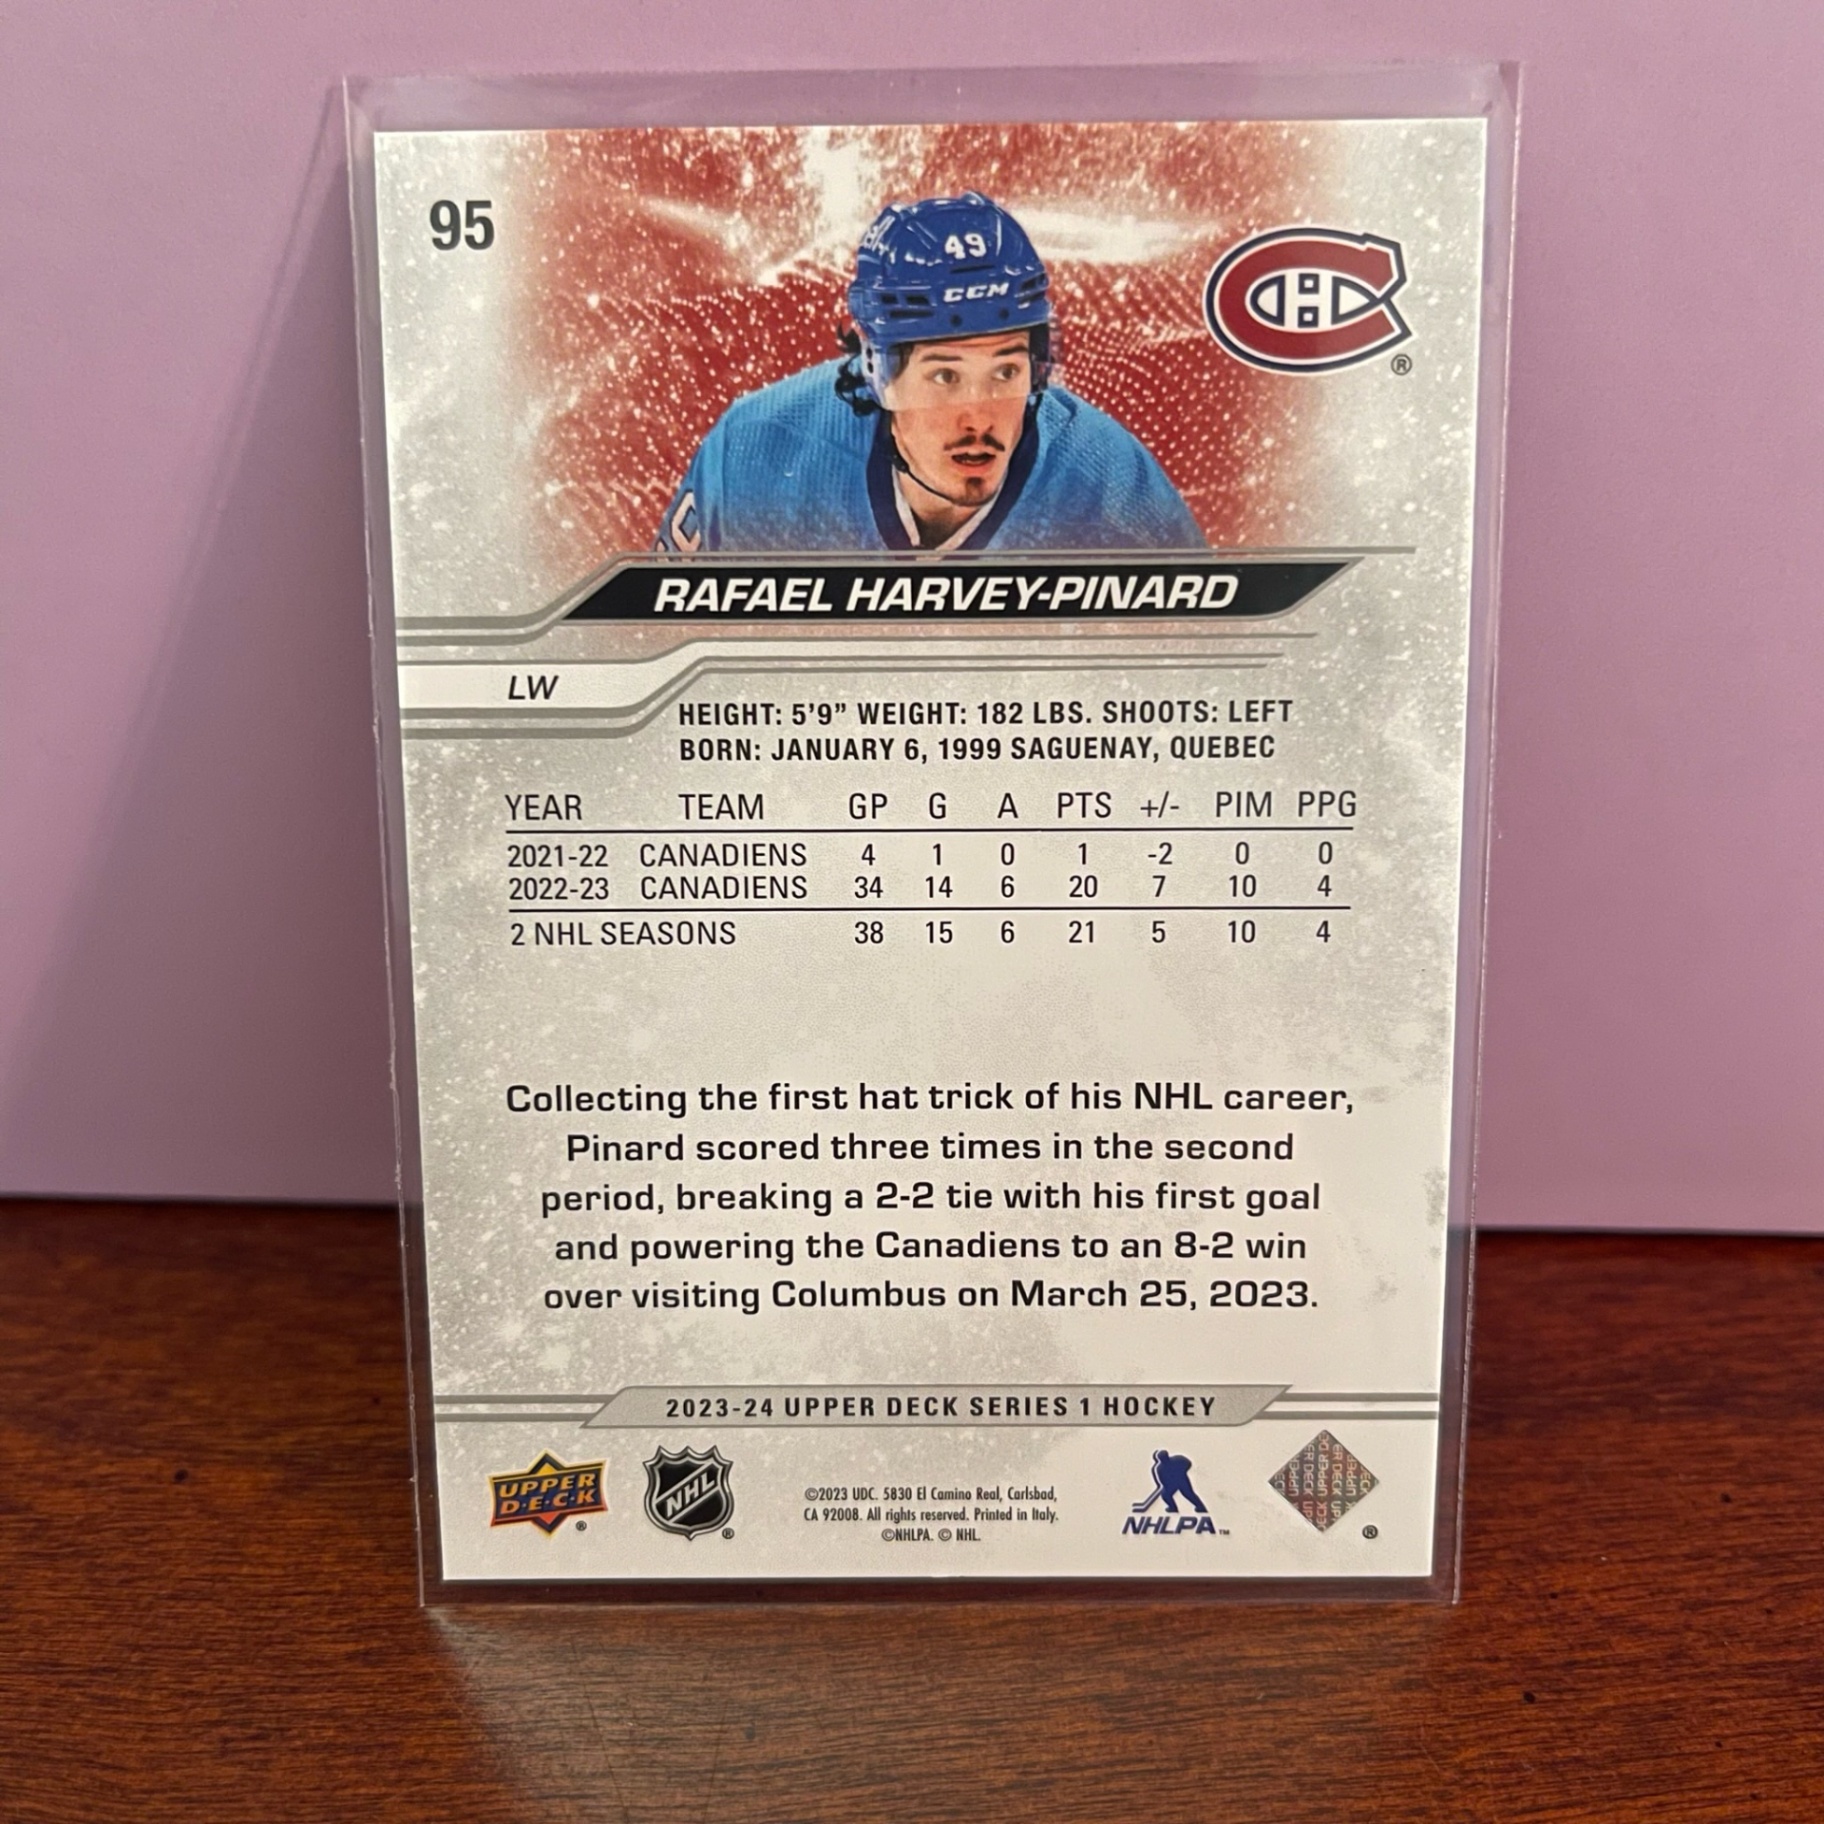 95
49
CCM
®
RAFAEL HARVEY-PINARD
LW
HEIGHT: 5'9” WEIGHT: 182 LBS. SHOOTS: LEFT
BORN: JANUARY 6, 1999 SAGUENAY, QUEBEC
YEAR TEAM GP G A PTS +/- PIM PPG
2021-22 CANADIENS 4 1 0 1 -2 0 0
2022-23 CANADIENS 34 14 6 20 7 10 4
2 NHL SEASONS 38 15 6 21 5 10 4
Collecting the first hat trick of his NHL career,
Pinard scored three times in the second
period, breaking a 2-2 tie with his first goal
and powering the Canadiens to an 8-2 win
over visiting Columbus on March 25, 2023.
2023-24 UPPER DECK SERIES 1 HOCKEY
UPPER
D•E•C•K
®
NHL
®
©2023 UDC. 5830 El Camino Real, Carlsbad,
CA 92008. All rights reserved. Printed in Italy.
©NHLPA. © NHL.
NHLPA™
UPPER DECK
®